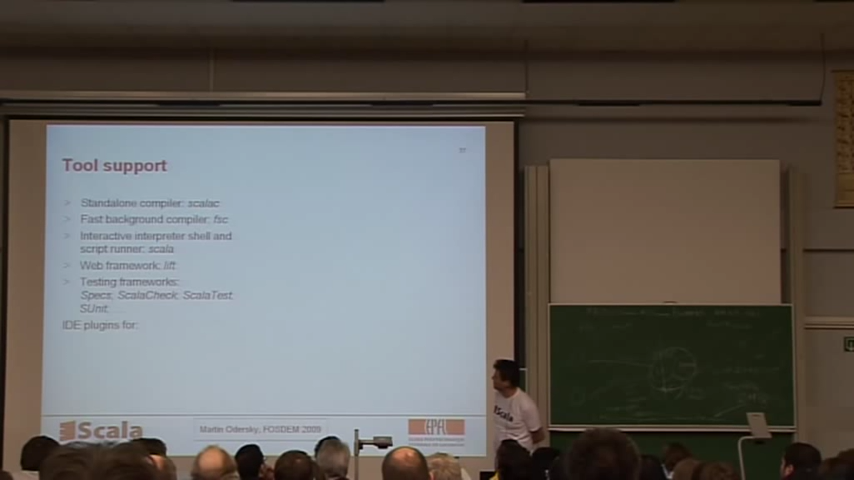 Tool support
> Standalone compiler: scalac
> Fast background compiler: fsc
> Interactive interpreter shell and
script runner: scala
> Web framework: lift
> Testing frameworks:
Specs, ScalaCheck, ScalaTest,
SUnit,
IDE plugins for:
Scala
Martin Odersky, FOSDEM 2009
EPFL
Scala